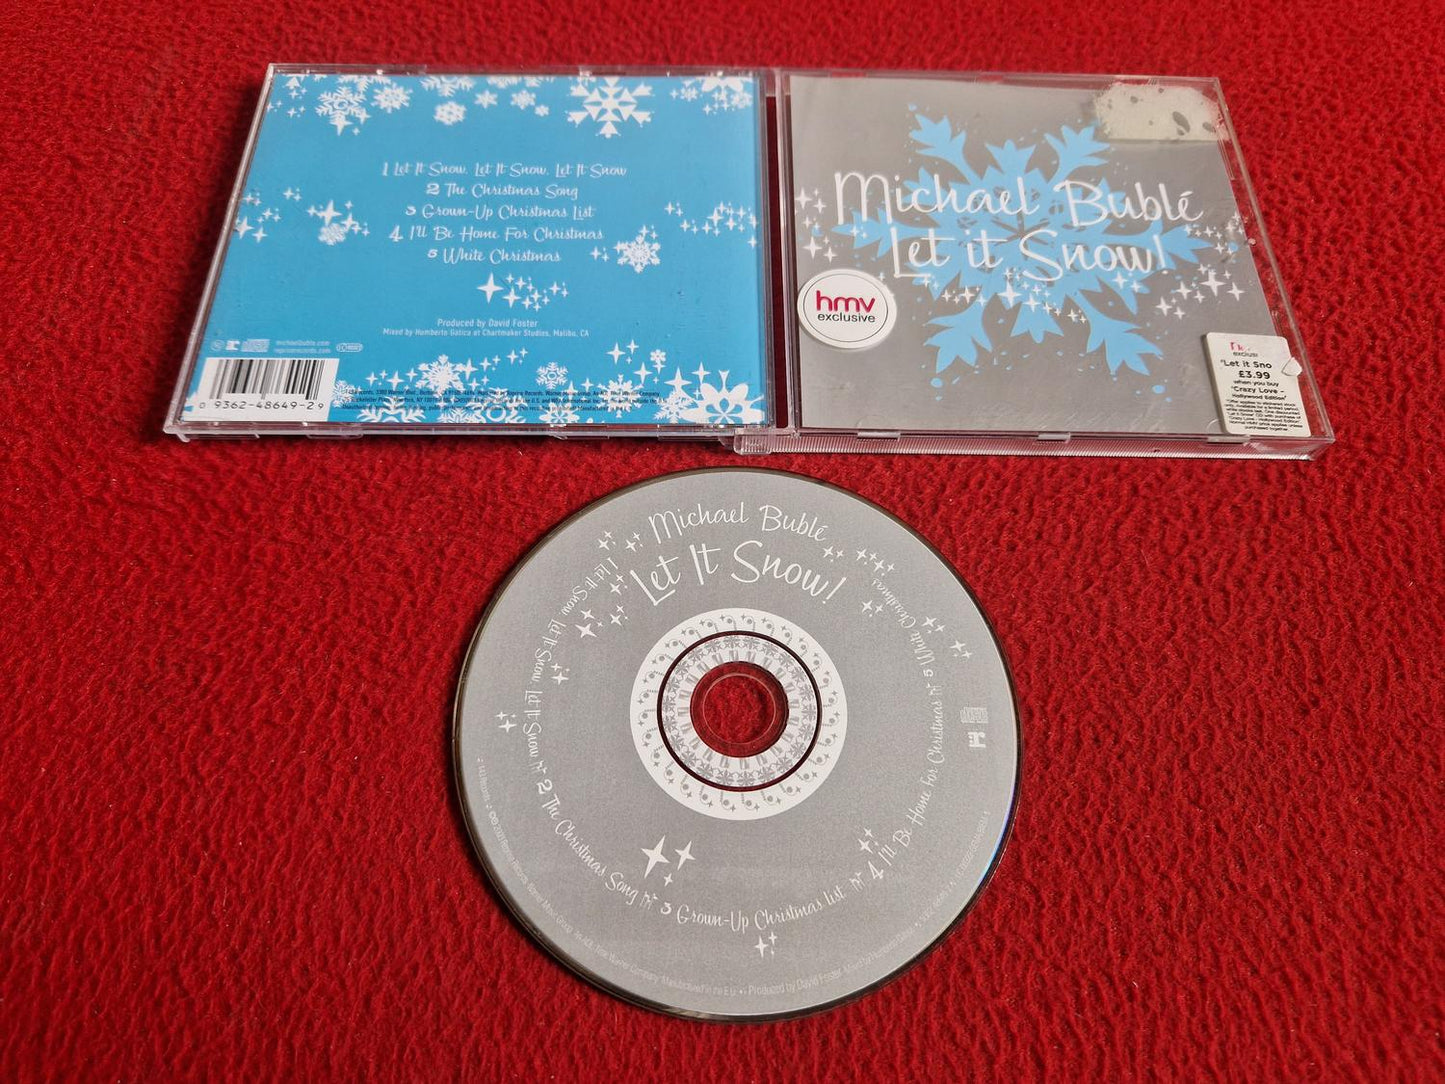 1 Let It Snow, Let It Snow, Let It Snow
2 The Christmas Song
3 Grown-Up Christmas List
4 I'll Be Home For Christmas
5 White Christmas
Produced by David Foster
Mixed by Humberto Gatica at Chartmaker Studios, Malibu, CA
michaelbuble.com
repriserecords.com
0 9362-48649-2 9
Michael Bublé
Let it Snow!
hmv
exclusive
exclusi
"Let it Sno
£3.99
when you buy
"Crazy Love -
Hollywood Edition"
Michael Bublé
Let It Snow!
1 Let It Snow, Let It Snow, Let It Snow
2 The Christmas Song
3 Grown-Up Christmas List
4 I'll Be Home For Christmas
5 White Christmas
Produced by David Foster